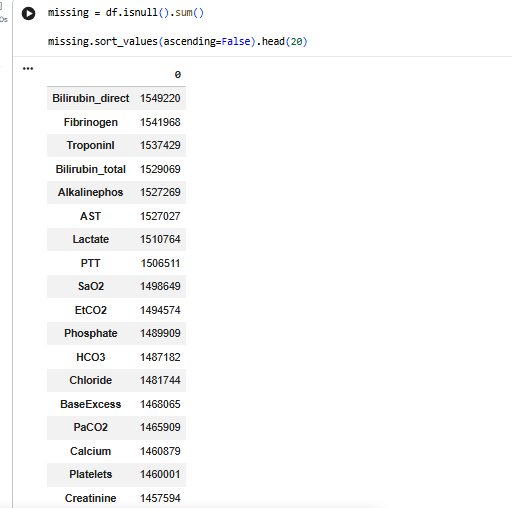 missing = df.isnull().sum()
missing.sort_values(ascending=False).head(20)
0s
...
0
Bilirubin_direct 1549220
Fibrinogen 1541968
TroponinI 1537429
Bilirubin_total 1529069
Alkalinephos 1527269
AST 1527027
Lactate 1510764
PTT 1506511
SaO2 1498649
EtCO2 1494574
Phosphate 1489909
HCO3 1487182
Chloride 1481744
BaseExcess 1468065
PaCO2 1465909
Calcium 1460879
Platelets 1460001
Creatinine 1457594